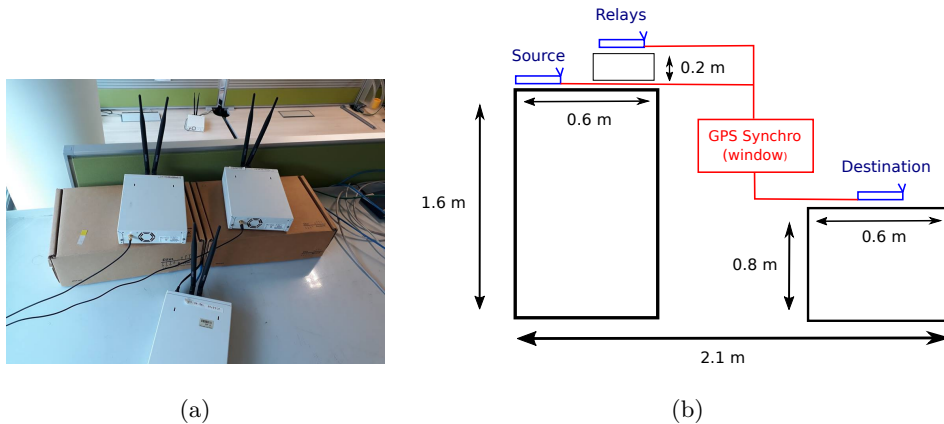 Relays
Source
0.2 m
0.6 m
GPS Synchro
(window)
Destination
1.6 m
0.6 m
0.8 m
2.1 m
(a)
(b)